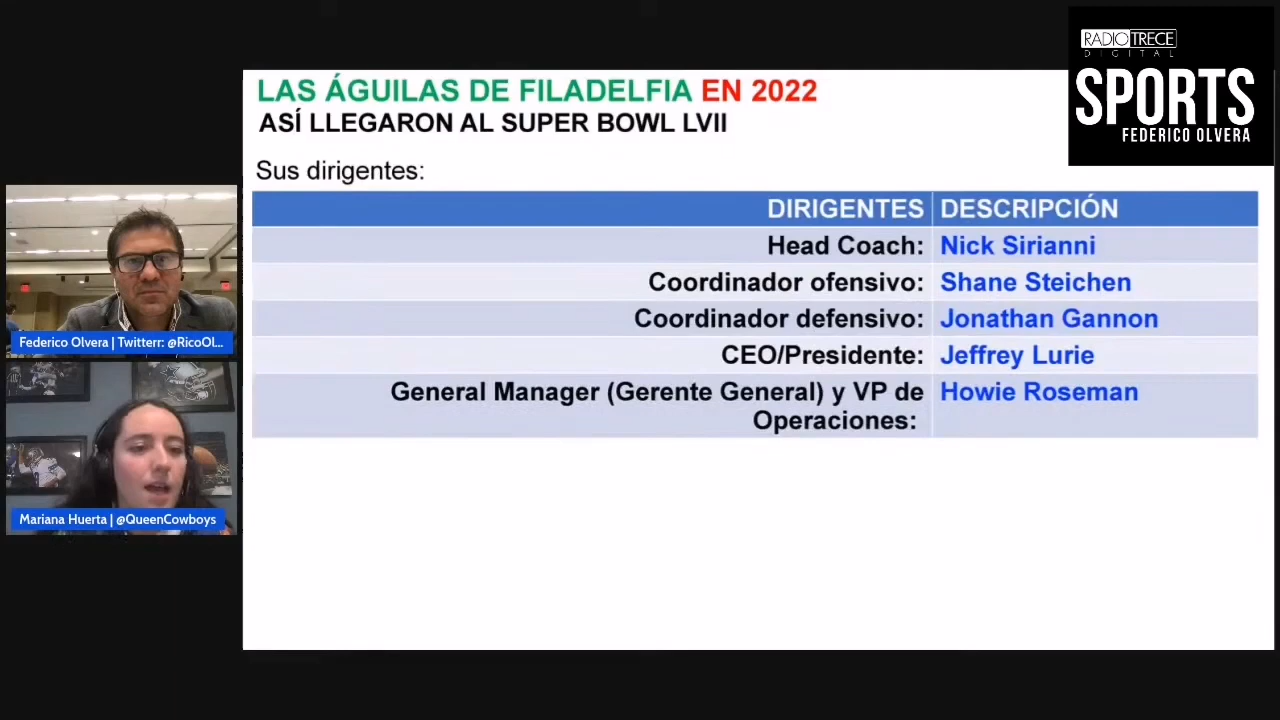 LAS ÁGUILAS DE FILADELFIA EN 2022
ASÍ LLEGARON AL SUPER BOWL LVII
Sus dirigentes:
DIRIGENTES DESCRIPCIÓN
Head Coach: Nick Sirianni
Coordinador ofensivo: Shane Steichen
Coordinador defensivo: Jonathan Gannon
CEO/Presidente: Jeffrey Lurie
General Manager (Gerente General) y VP de Howie Roseman
Operaciones:
RADIO TRECE
DIGITAL
SPORTS
FEDERICO OLVERA
Federico Olvera | Twitterr: @RicoOl...
Mariana Huerta | @QueenCowboys